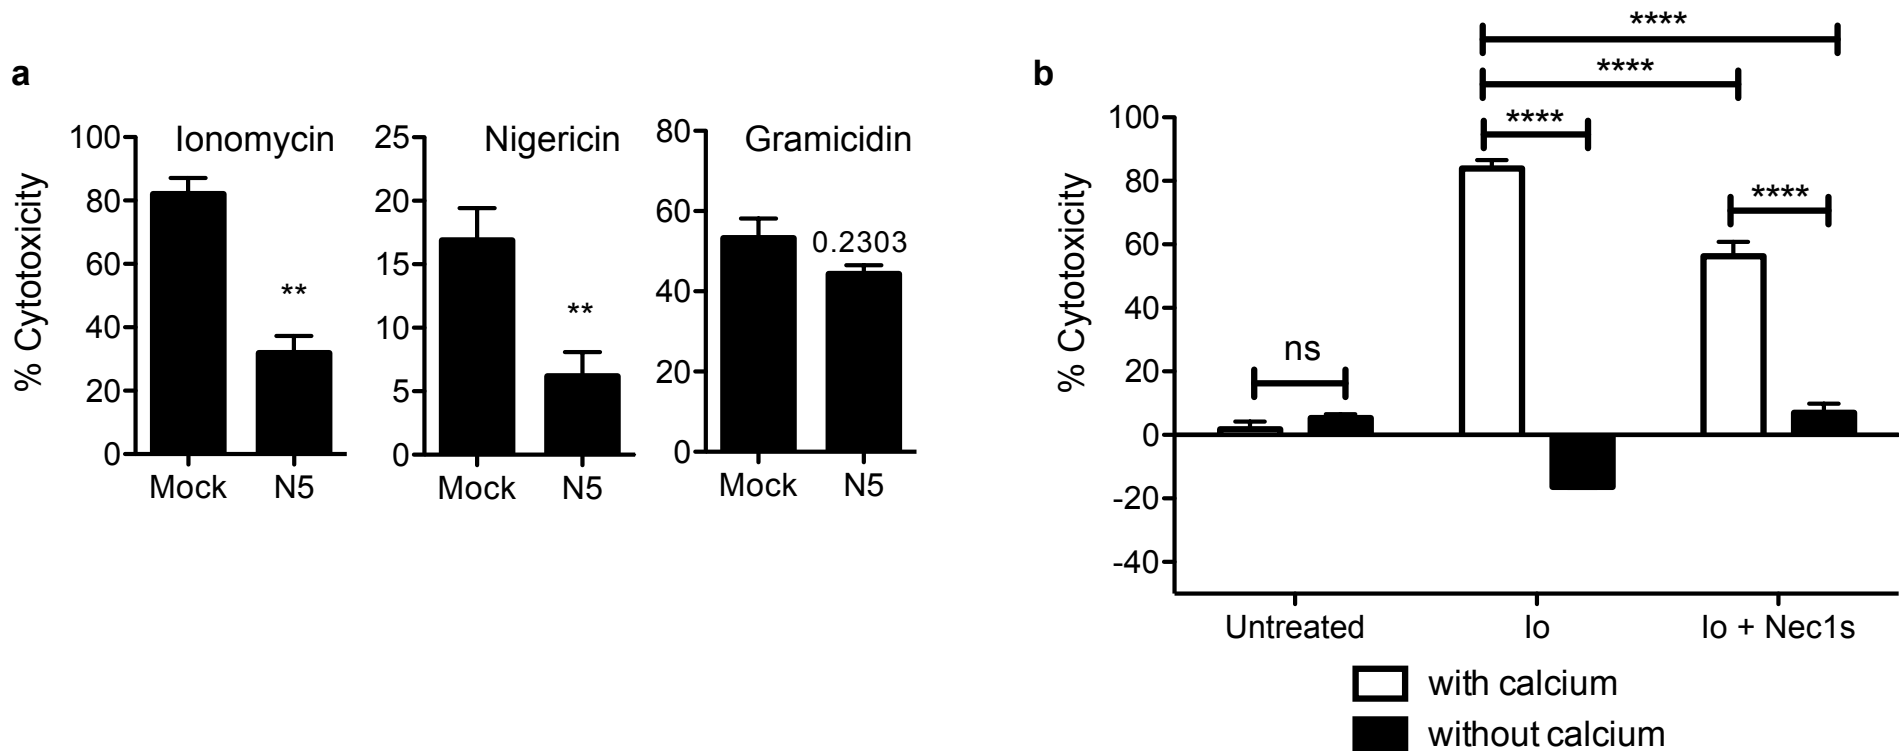 a
% Cytotoxicity
Ionomycin
100
80
60
40
20
0
**
Mock N5
Nigericin
25
20
15
10
5
0
**
Mock N5
Gramicidin
80
60
40
20
0
0.2303
Mock N5
b
% Cytotoxicity
100
80
60
40
20
0
-20
-40
****
****
****
****
ns
Untreated Io Io + Nec1s
with calcium
without calcium